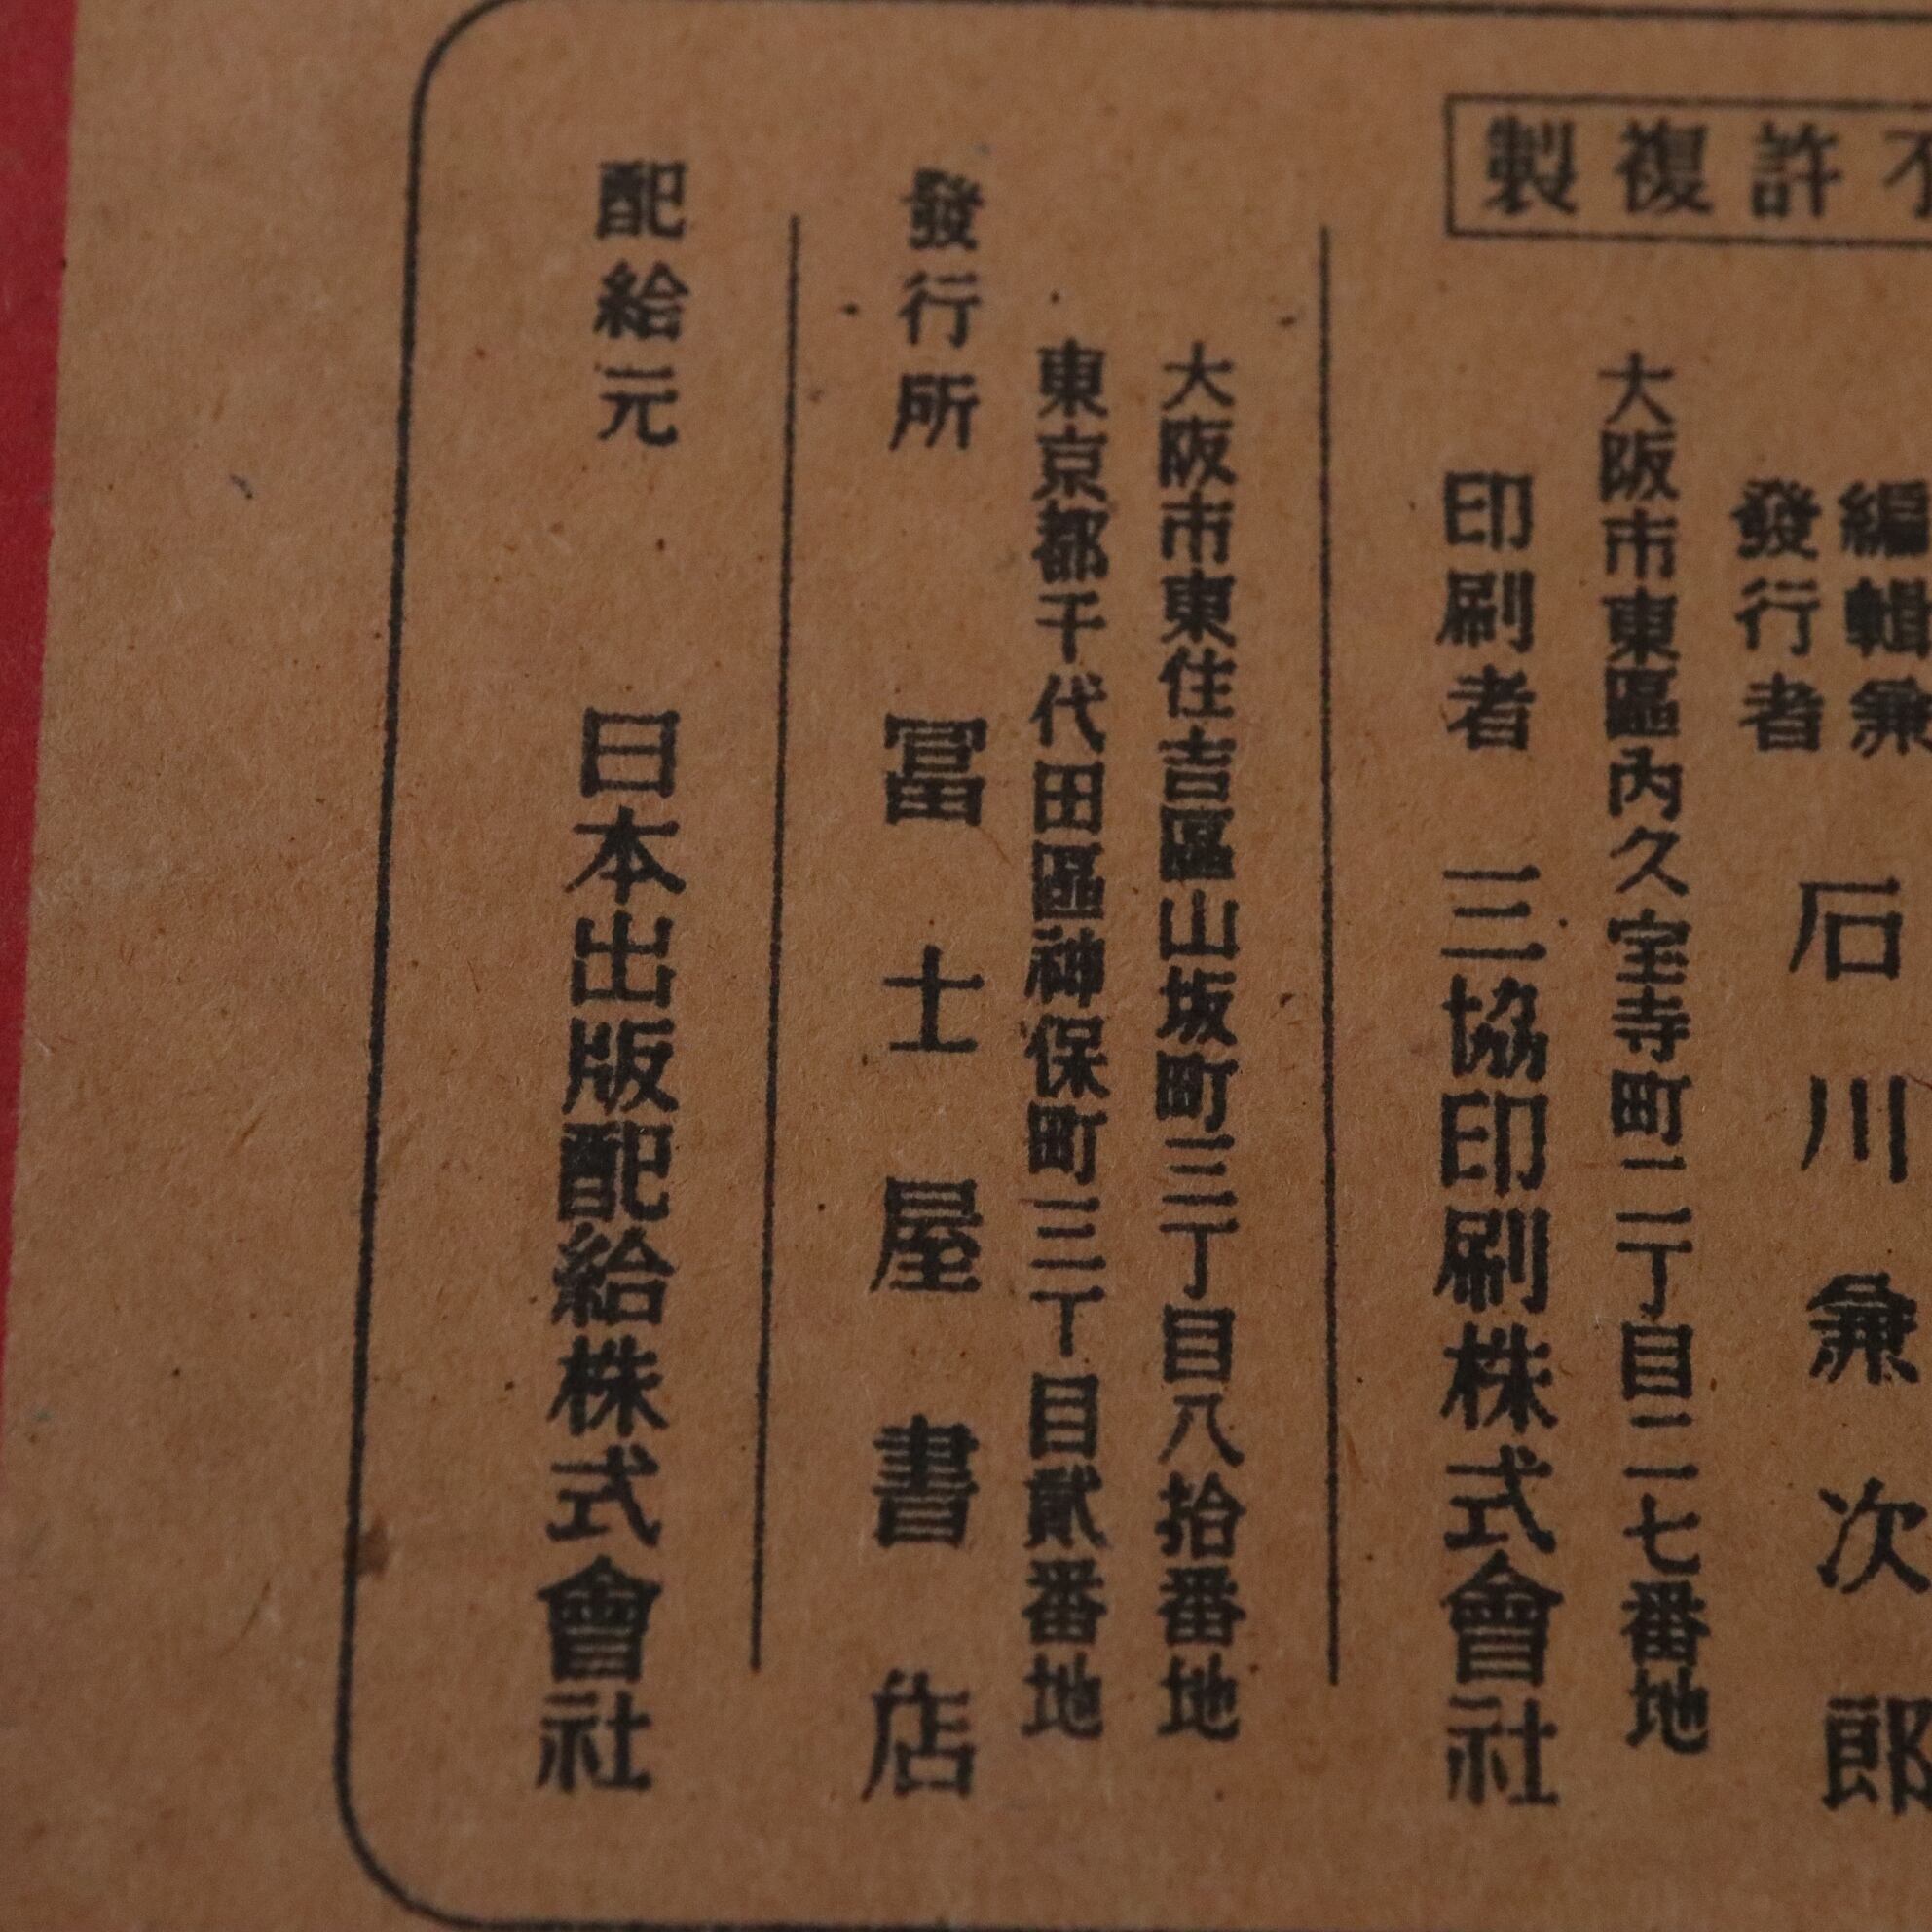 不許複製
編輯兼
發行者
石川兼次郎
大阪市東區內久宝寺町二丁目二一七番地
印刷者 三協印刷株式會社
大阪市東住吉區山坂町三丁目八拾番地
東京都千代田區神保町三丁目貳番地
發行所 冨士屋書店
配給元 日本出版配給株式會社